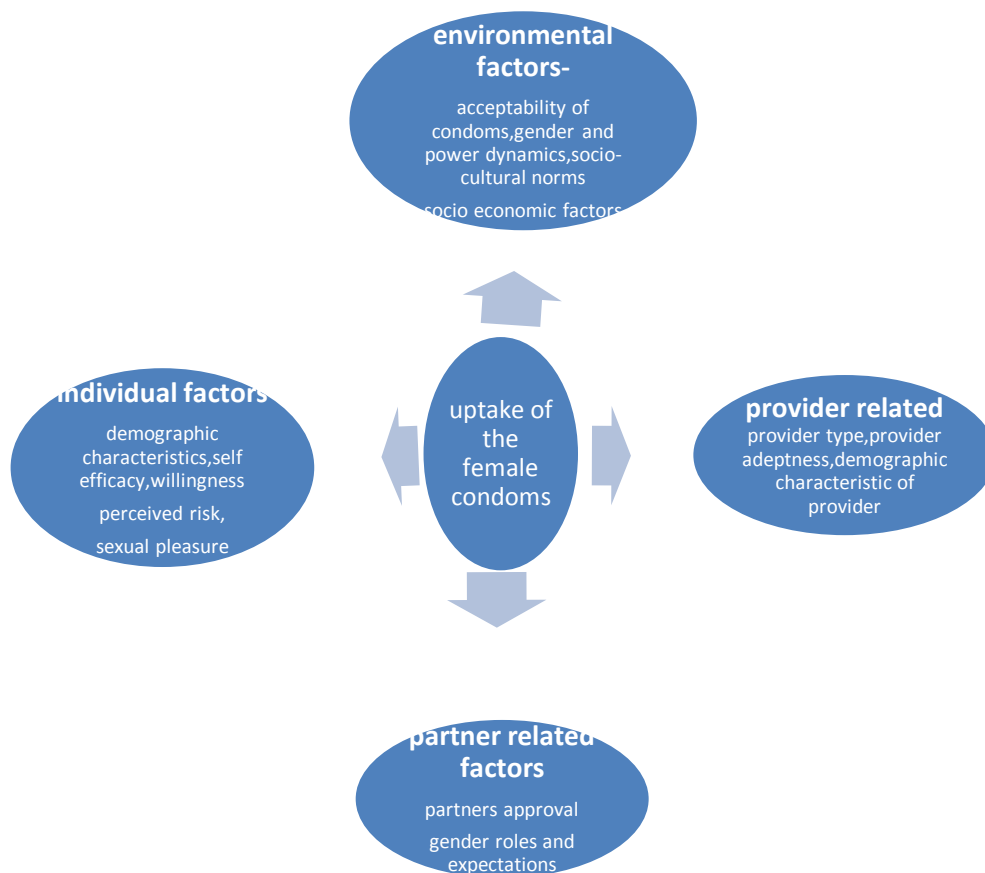 environmental
factors-
acceptability of
condoms,gender and
power dynamics,socio-
cultural norms
socio economic factors
individual factors
demographic
characteristics,self
efficacy,willingness
perceived risk,
sexual pleasure
uptake of
the
female
condoms
provider related
provider type,provider
adeptness,demographic
characteristic of
provider
partner related
factors
partners approval
gender roles and
expectations